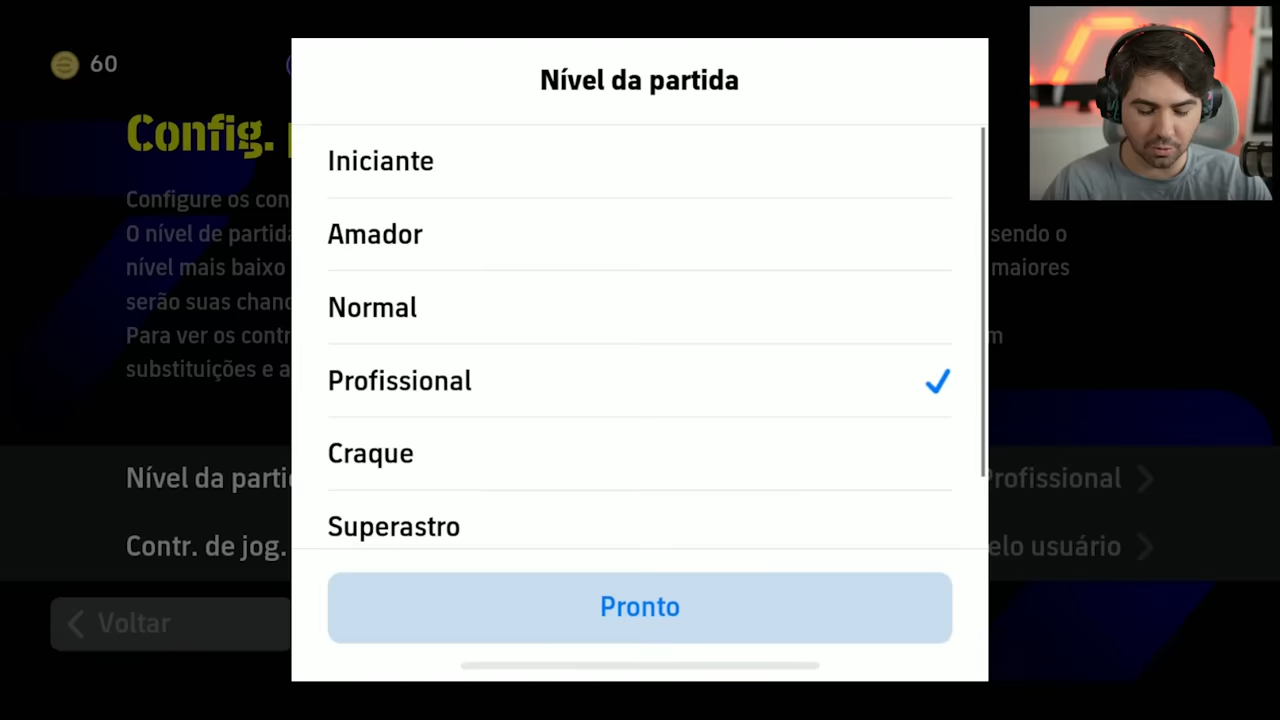 60
Nível da partida
Config.
Iniciante
Configure os con
Amador
O nível de partida
sendo o
nível mais baixo
maiores
serão suas chanc
Normal
Para ver os contr
substituições e a
Profissional
Craque
Nível da parti
Profissional
Superastro
Contr. de jog.
elo usuário
Pronto
Voltar